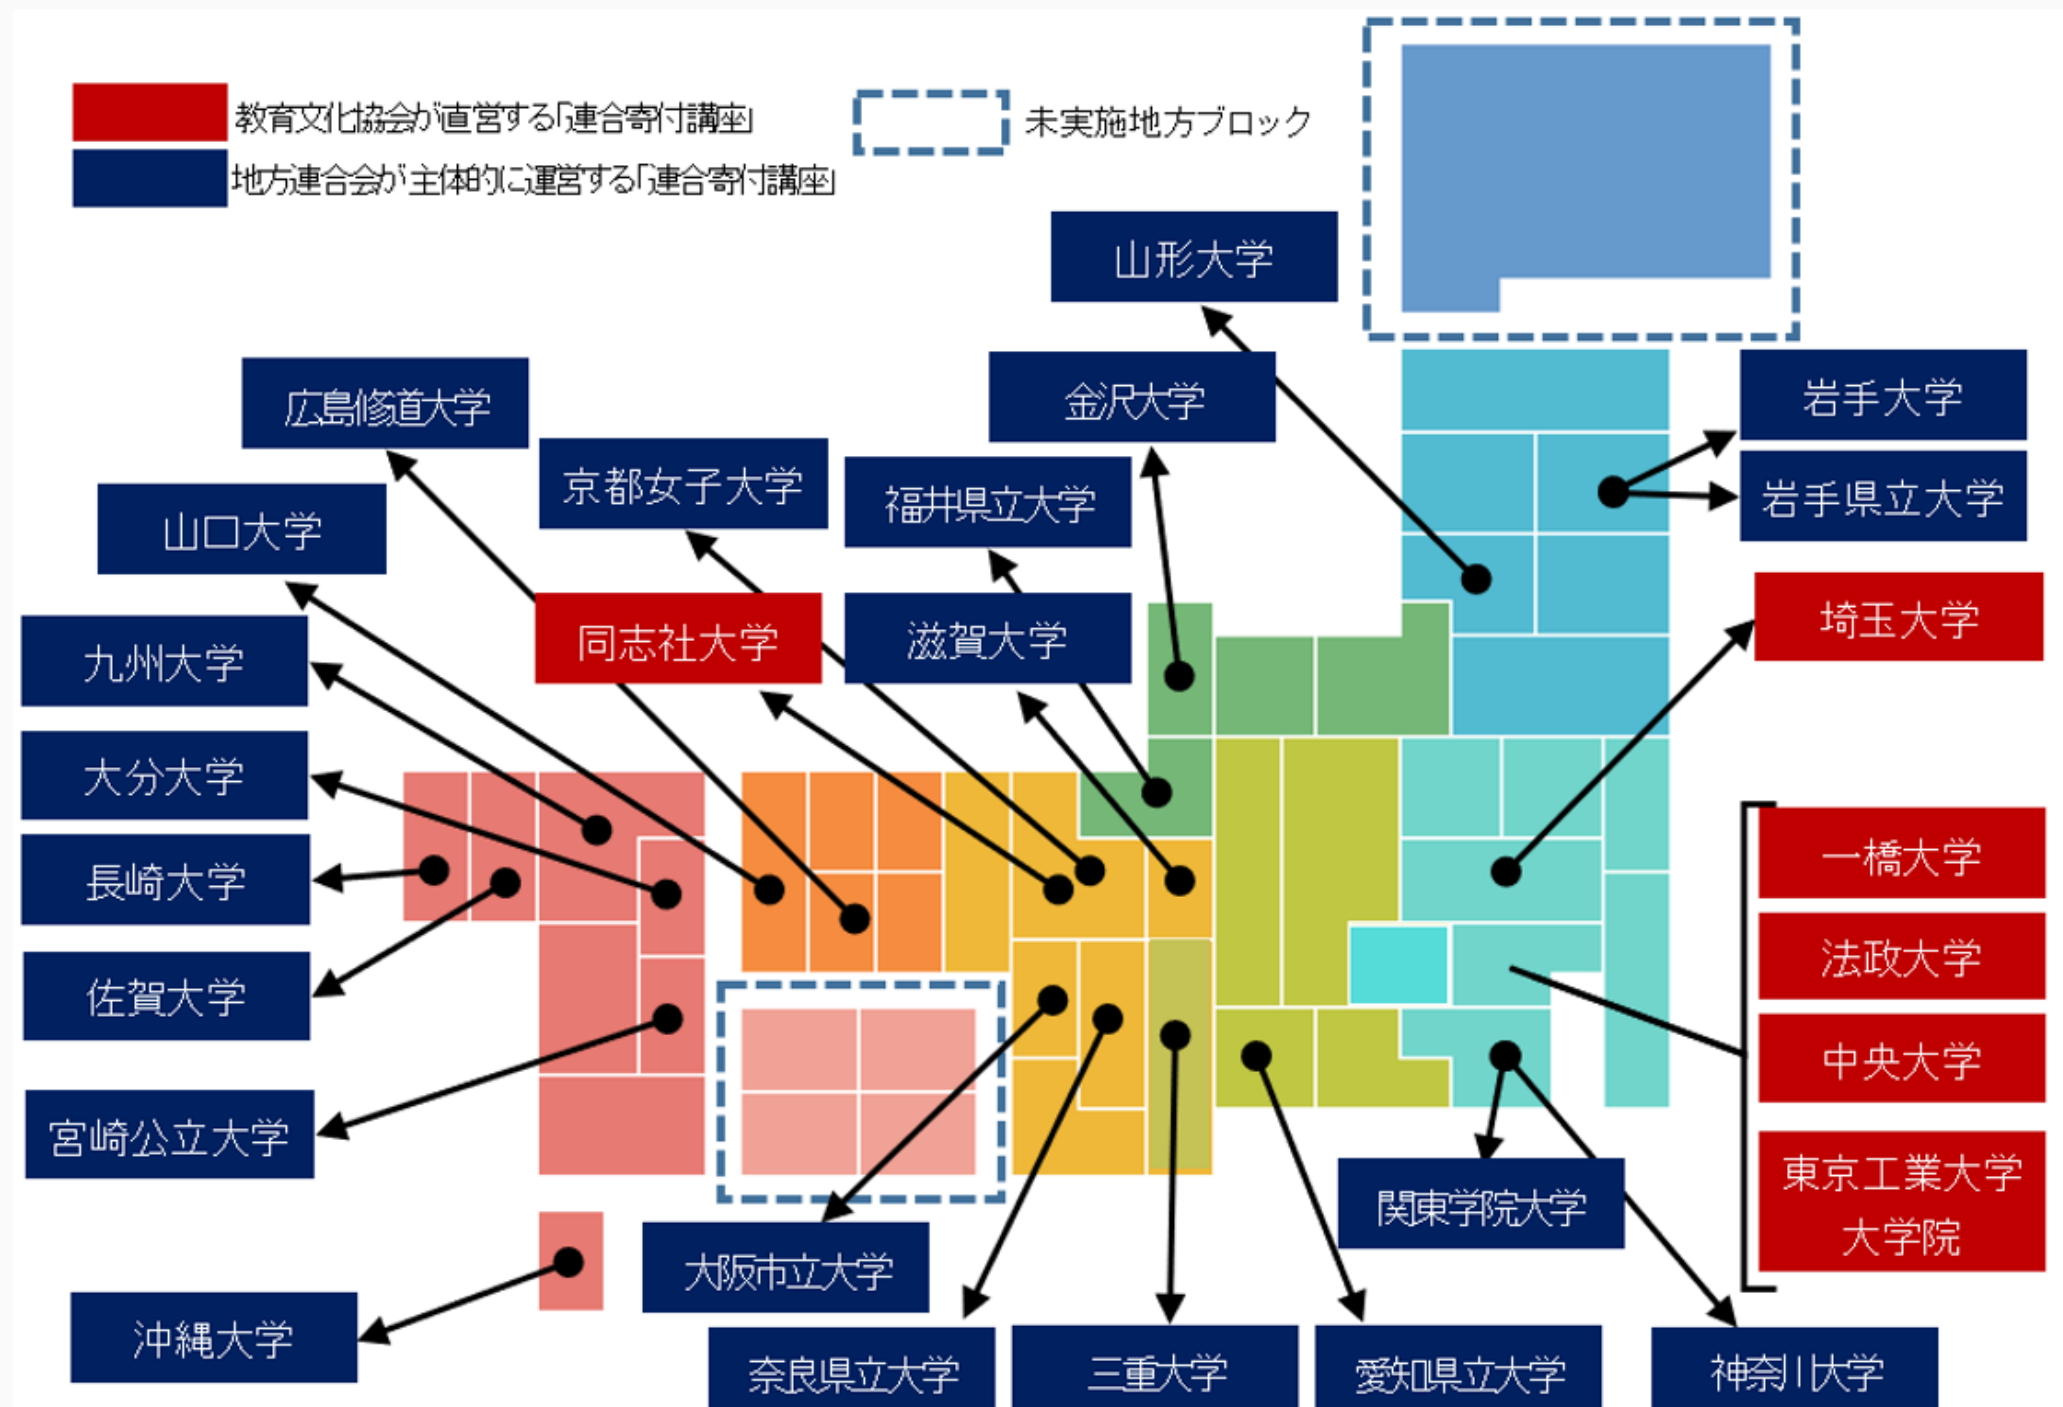 教育文化協会が直営する「連合寄付講座」
未実施地方ブロック
地方連合会が主体的に運営する「連合寄付講座」
山形大学
岩手大学
金沢大学
広島修道大学
京都女子大学
福井県立大学
岩手県立大学
山口大学
埼玉大学
同志社大学
滋賀大学
九州大学
大分大学
一橋大学
長崎大学
法政大学
佐賀大学
中央大学
宮崎公立大学
東京工業大学
大学院
関東学院大学
大阪市立大学
沖縄大学
奈良県立大学
三重大学
愛知県立大学
神奈川大学